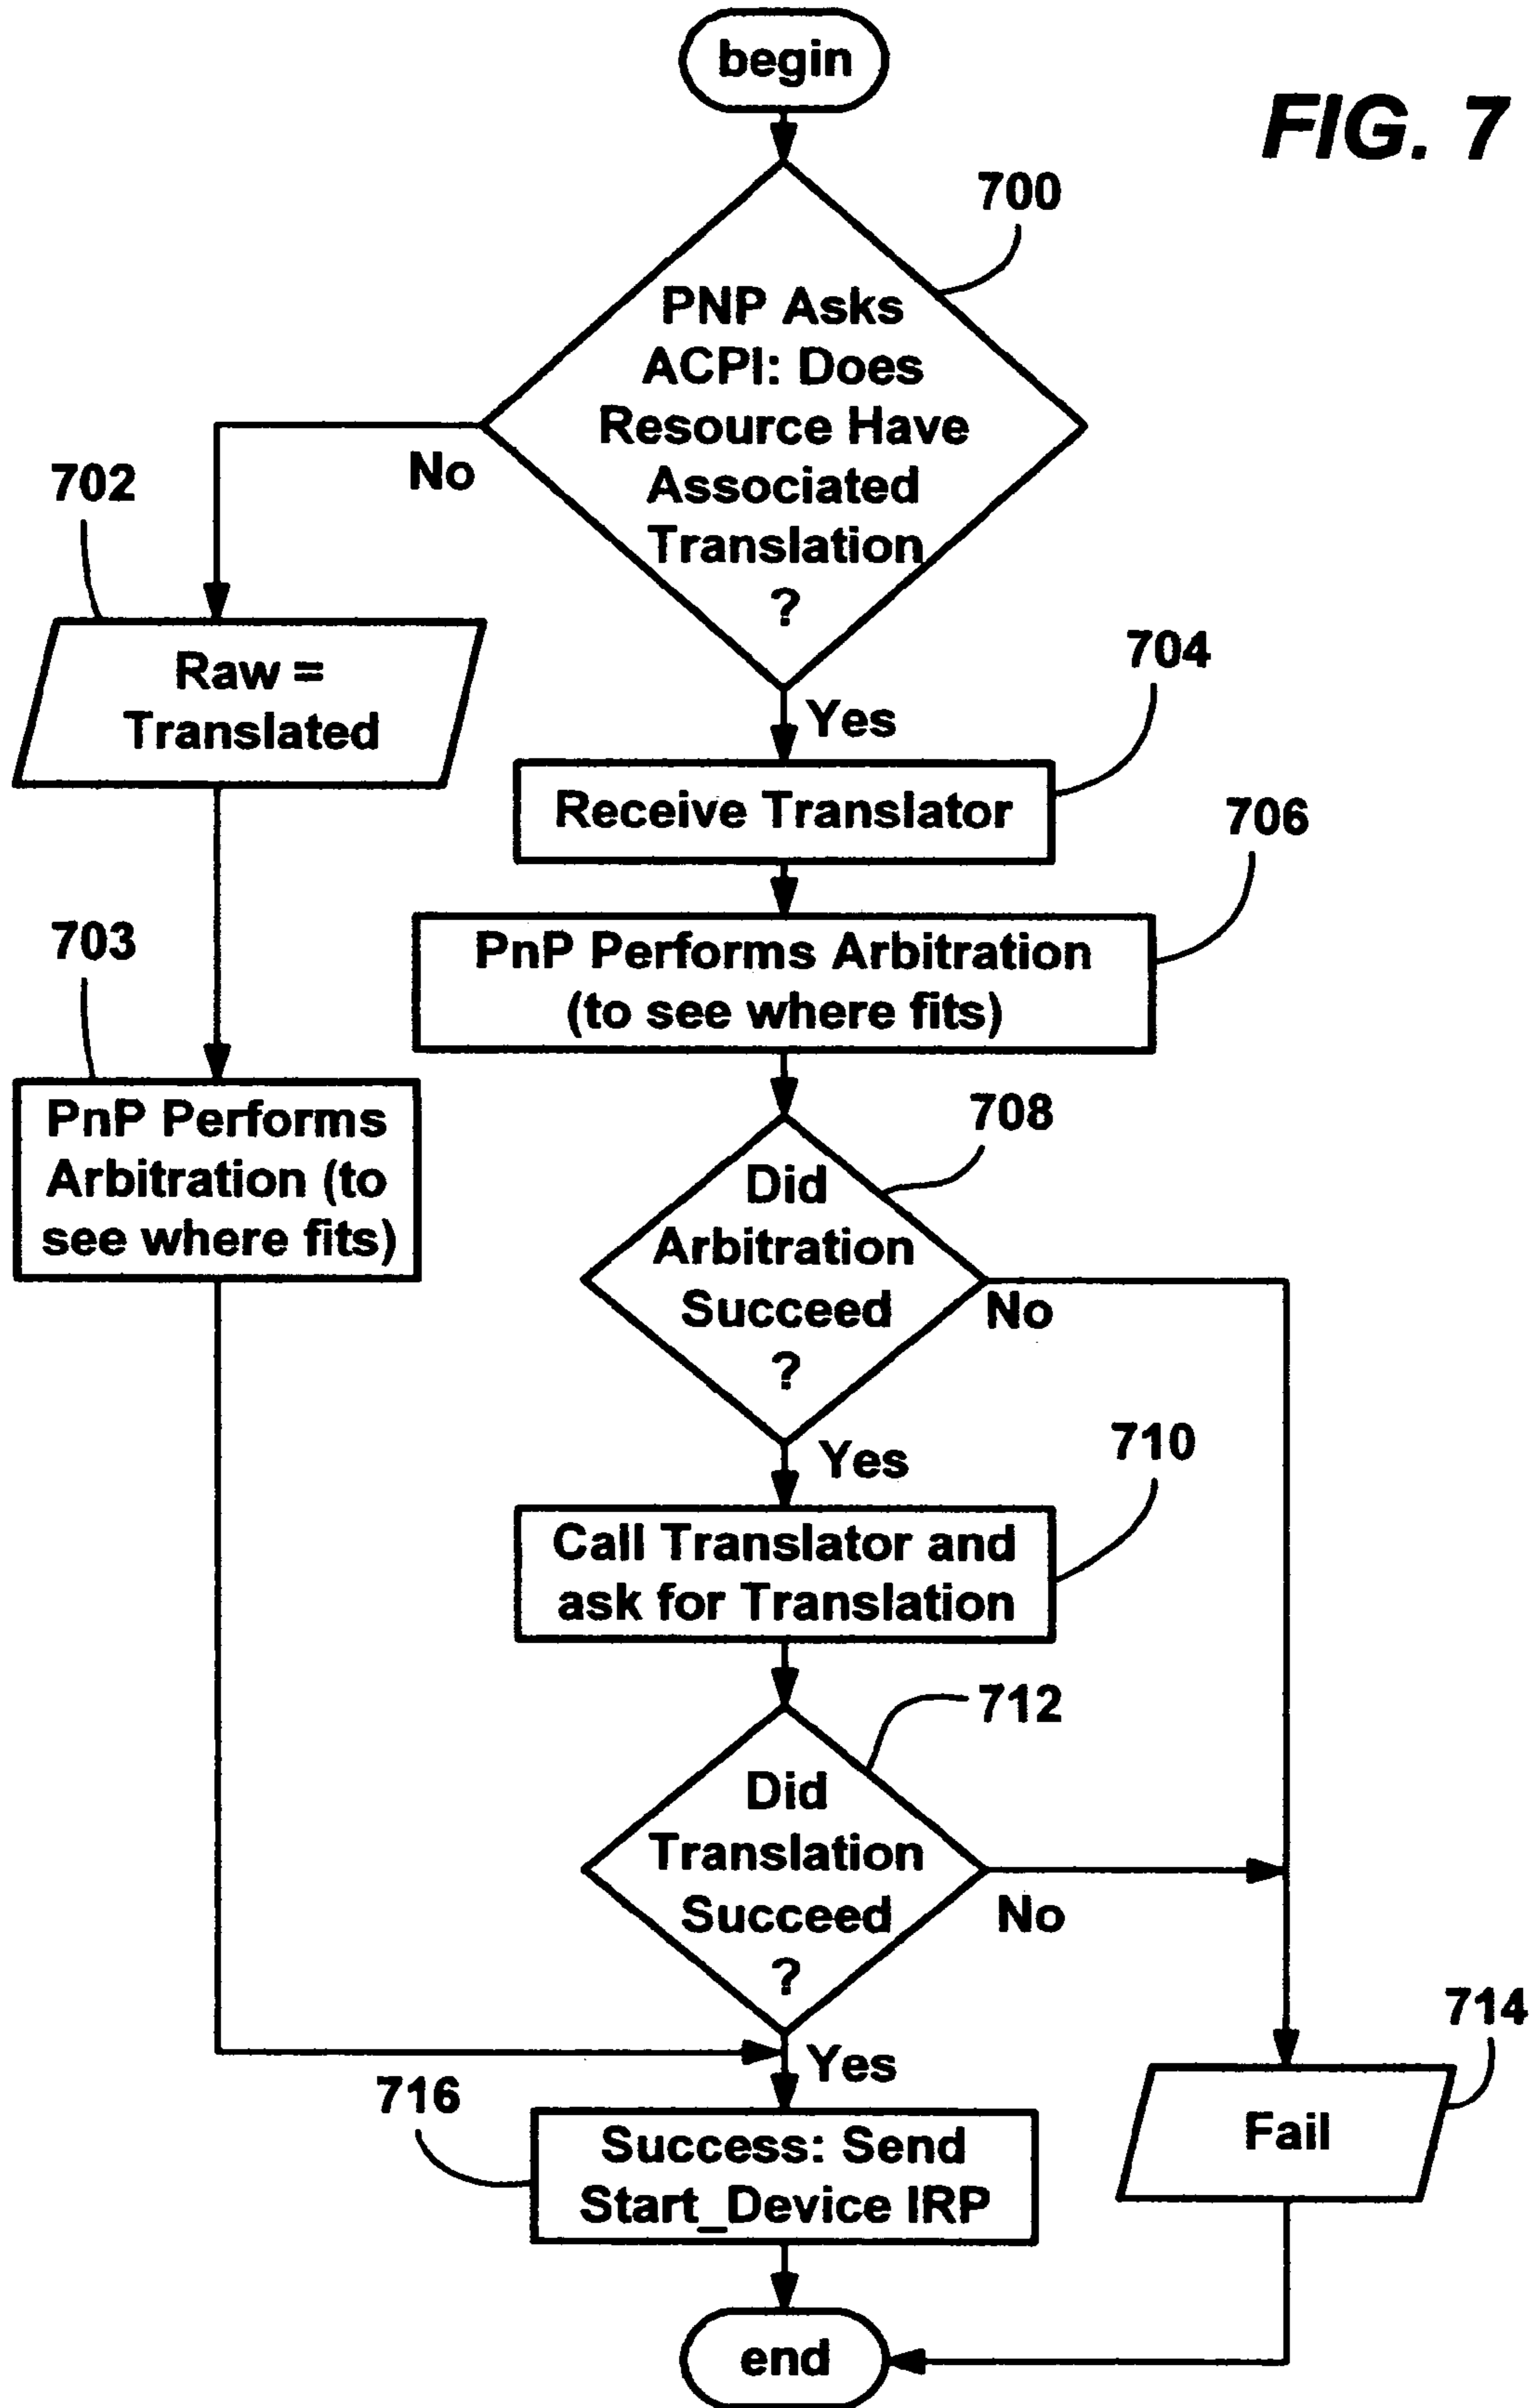 begin
FIG. 7
700
PNP Asks
ACPI: Does
Resource Have
Associated
Translation
?
No
702
Raw =
Translated
Yes
704
Receive Translator
706
PnP Performs Arbitration
(to see where fits)
703
PnP Performs
Arbitration (to
see where fits)
708
Did
Arbitration
Succeed
?
No
Yes
710
Call Translator and
ask for Translation
712
Did
Translation
Succeed
?
No
Yes
714
Fail
716
Success: Send
Start_Device IRP
end